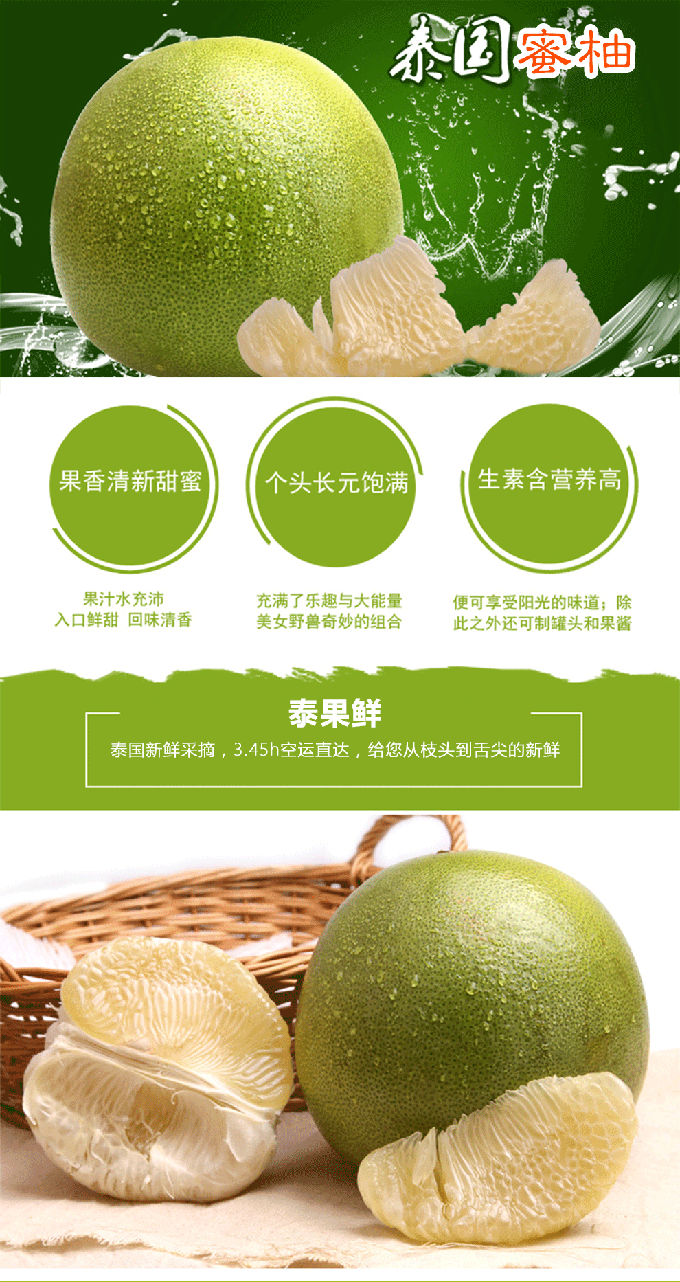 泰国蜜柚
果香清新甜蜜
果汁水充沛
入口鲜甜 回味清香
个头长元饱满
充满了乐趣与大能量
美女野兽奇妙的组合
生素含营养高
便可享受阳光的味道；除
此之外还可制罐头和果酱
泰果鲜
泰国新鲜采摘，3.45h空运直达，给您从枝头到舌尖的新鲜